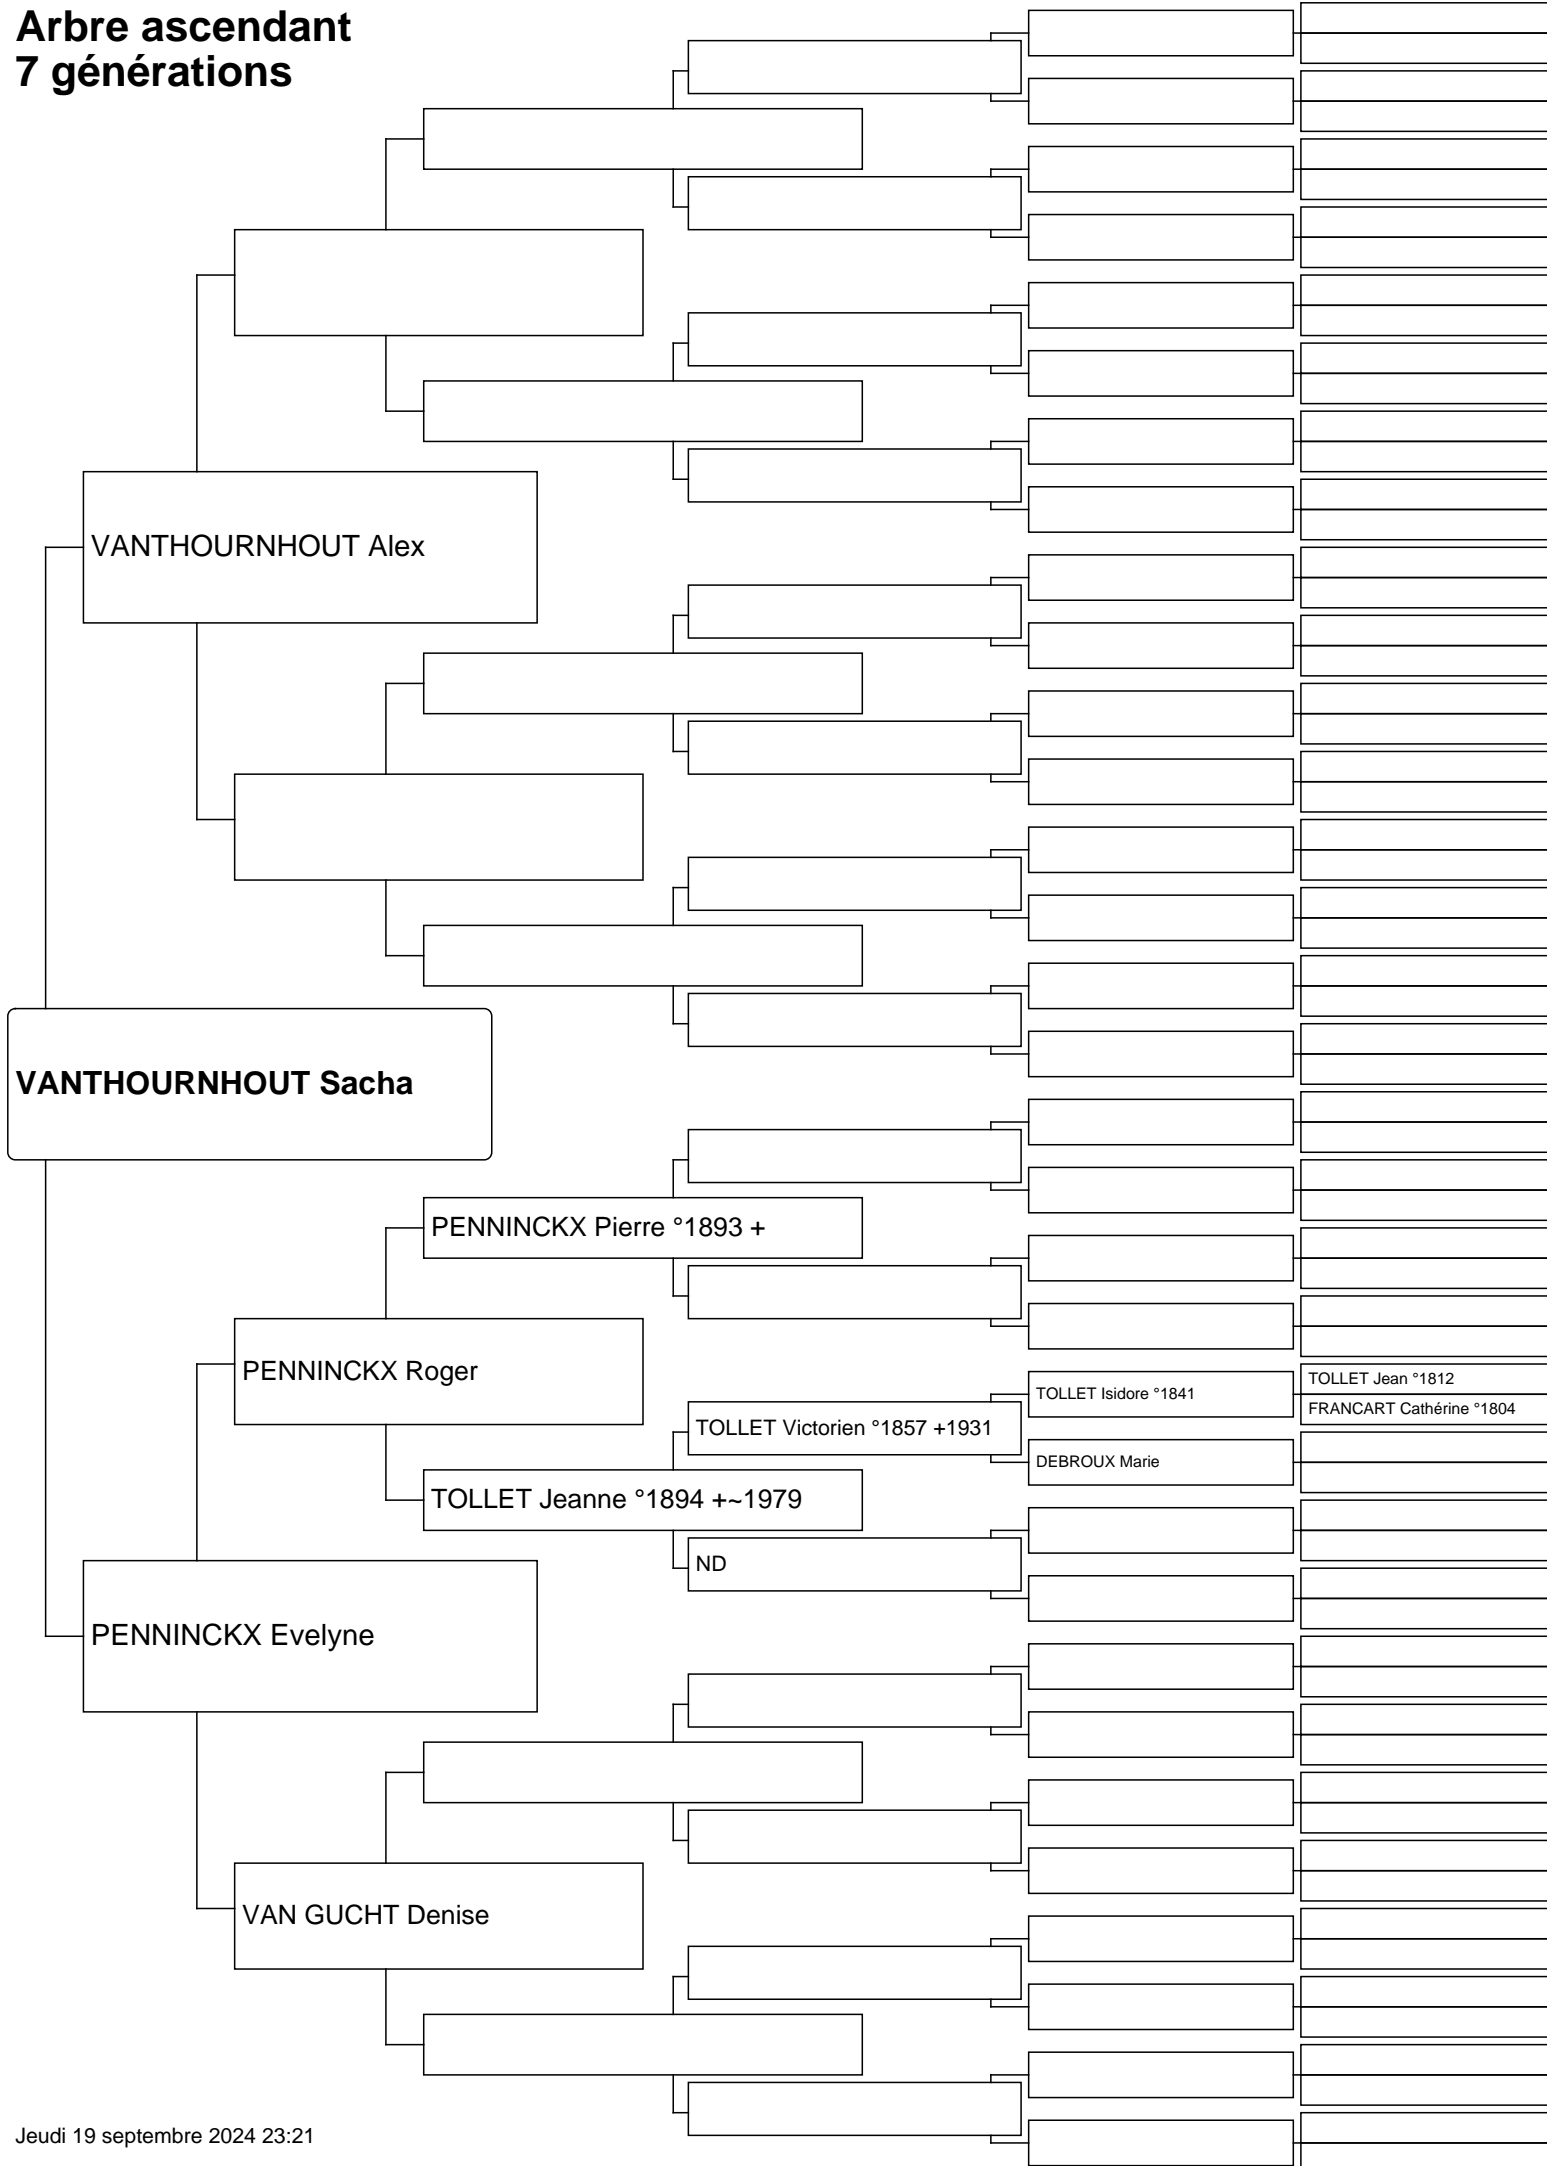 Arbre ascendant
7 générations
VANTHOURNHOUT Alex
VANTHOURNHOUT Sacha
PENNINCKX Pierre °1893 +
PENNINCKX Roger
TOLLET Jean °1812
TOLLET Isidore °1841
FRANCART Cathérine °1804
TOLLET Victorien °1857 +1931
DEBROUX Marie
TOLLET Jeanne °1894 +~1979
ND
PENNINCKX Evelyne
VAN GUCHT Denise
Jeudi 19 septembre 2024 23:21